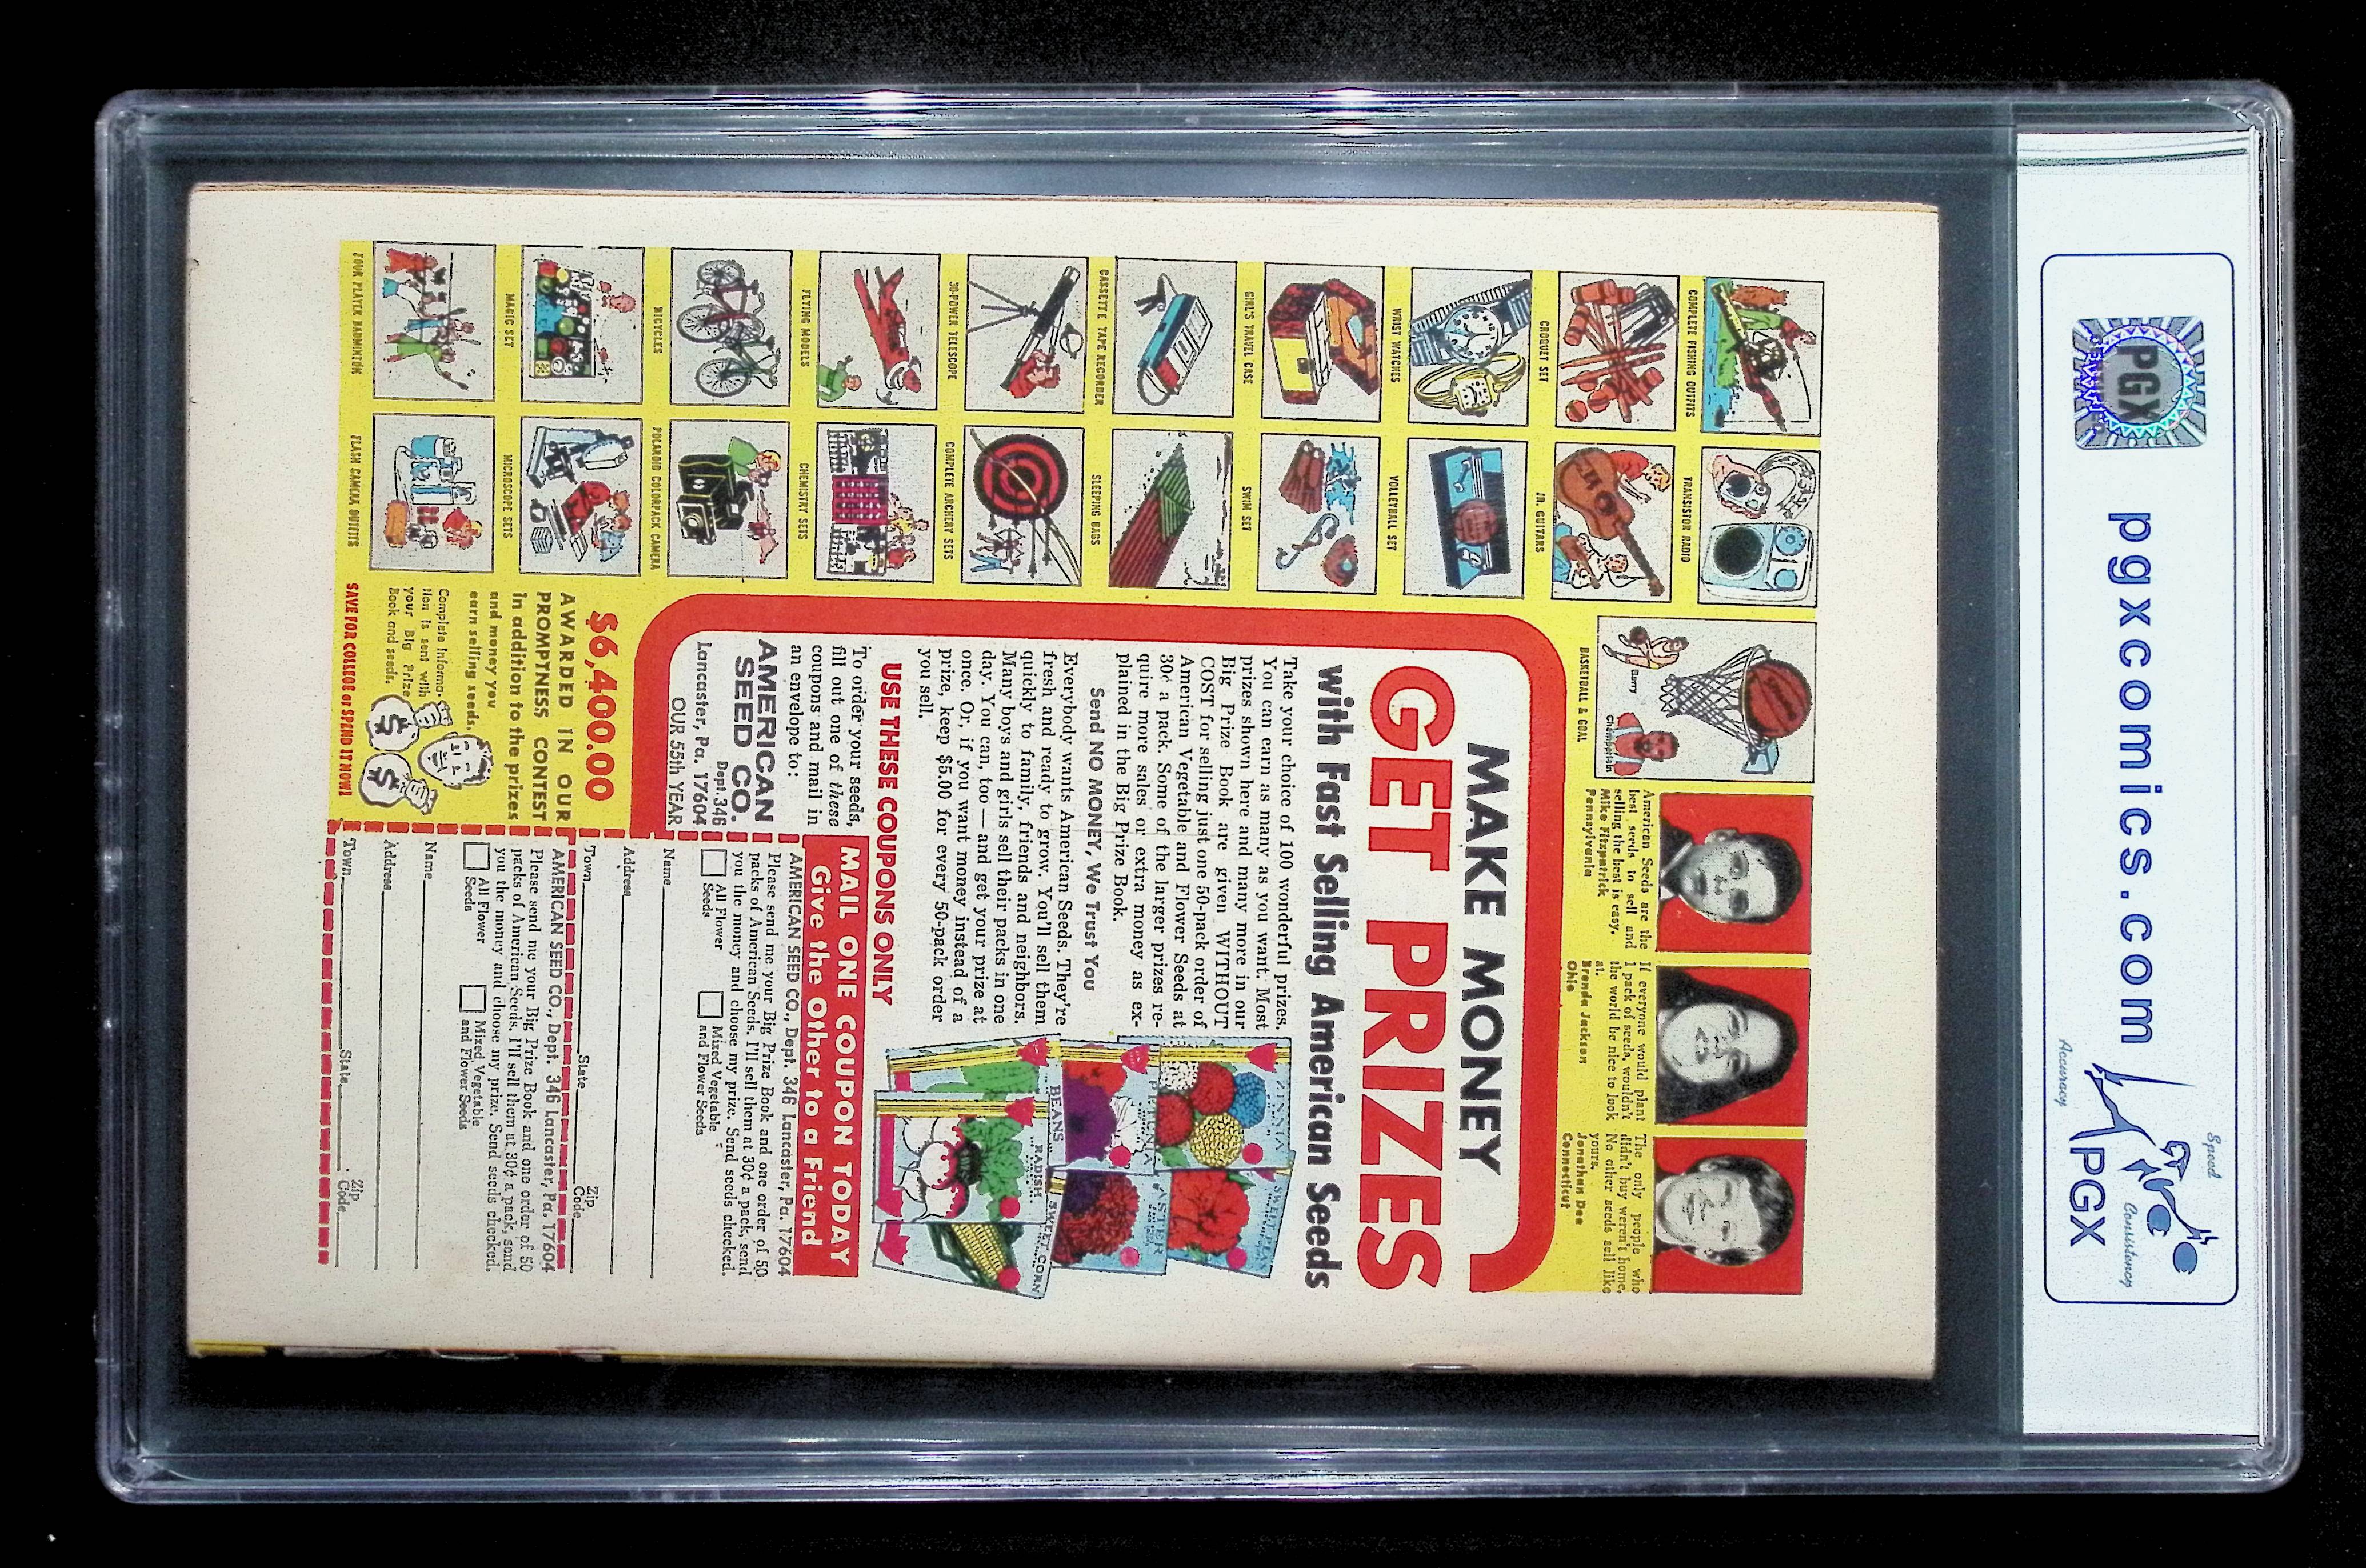 pgxcomics.com
PGX
Accuracy
Speed
Consistency
PGX
COMPLETE FISHING OUTFITS
TRANSISTOR RADIO
CROQUET SET
JR. GUITARS
WRIST WATCHES
VOLLEYBALL SET
GIRL'S TRAVEL CASE
SWIM SET
CASSETTE TAPE RECORDER
SLEEPING BAGS
30-POWER TELESCOPE
COMPLETE ARCHERY SETS
FLYING MODELS
CHEMISTRY SETS
BICYCLES
POLAROID COLORPACK CAMERA
MAGIC SET
MICROSCOPE SETS
FOUR PLAYER BADMINTON
FLASH CAMERA OUTFITS
Barry
Chamberlain
BASKETBALL & GOAL
American Seeds are the
best seeds to sell and
selling the best is easy.
Mike Fitzpatrick
Pennsylvania
If everyone would plant
1 pack of seeds, wouldn't
the world be nice to look
at.
Brenda Jackson
Ohio
The only people who
didn't buy weren't home.
No other seeds sell like
yours.
Jonathan Dee
Connecticut
MAKE MONEY
GET PRIZES
with Fast Selling American Seeds
Take your choice of 100 wonderful prizes.
You can earn as many as you want. Most
prizes shown here and many more in our
Big Prize Book are given WITHOUT
COST for selling just one 50-pack order of
American Vegetable and Flower Seeds at
30¢ a pack. Some of the larger prizes re-
quire more sales or extra money as ex-
plained in the Big Prize Book.
Send NO MONEY, We Trust You
Everybody wants American Seeds. They're
fresh and ready to grow. You'll sell them
quickly to family, friends and neighbors.
Many boys and girls sell their packs in one
day. You can, too — and get your prize at
once. Or, if you want money instead of a
prize, keep $5.00 for every 50-pack order
you sell.
ZINNIA
SWEET PEAS
PETUNIA
ASTER
BEANS
SWEET CORN
RADISH
USE THESE COUPONS ONLY
To order your seeds,
fill out one of these
coupons and mail in
an envelope to:
AMERICAN
SEED CO.
Dept. 346
Lancaster, Pa. 17604
OUR 55th YEAR
$6,400.00
AWARDED IN OUR
PROMPTNESS CONTEST
in addition to the prizes
and money you
earn selling seeds.
Complete informa-
tion is sent with
your Big Prize
Book and seeds.
$
$
SAVE FOR COLLEGE or SPEND IT NOW!
MAIL ONE COUPON TODAY
Give the Other to a Friend
AMERICAN SEED CO., Dept. 346 Lancaster, Pa. 17604
Please send me your Big Prize Book and one order of 50
packs of American Seeds. I'll sell them at 30¢ a pack, send
you the money and choose my prize. Send seeds checked.
All Flower Seeds
Mixed Vegetable and Flower Seeds
Name
Address
Town State Zip Code
AMERICAN SEED CO., Dept. 346 Lancaster, Pa. 17604
Please send me your Big Prize Book and one order of 50
packs of American Seeds. I'll sell them at 30¢ a pack, send
you the money and choose my prize. Send seeds checked.
All Flower Seeds
Mixed Vegetable and Flower Seeds
Name
Address
Town State Zip Code